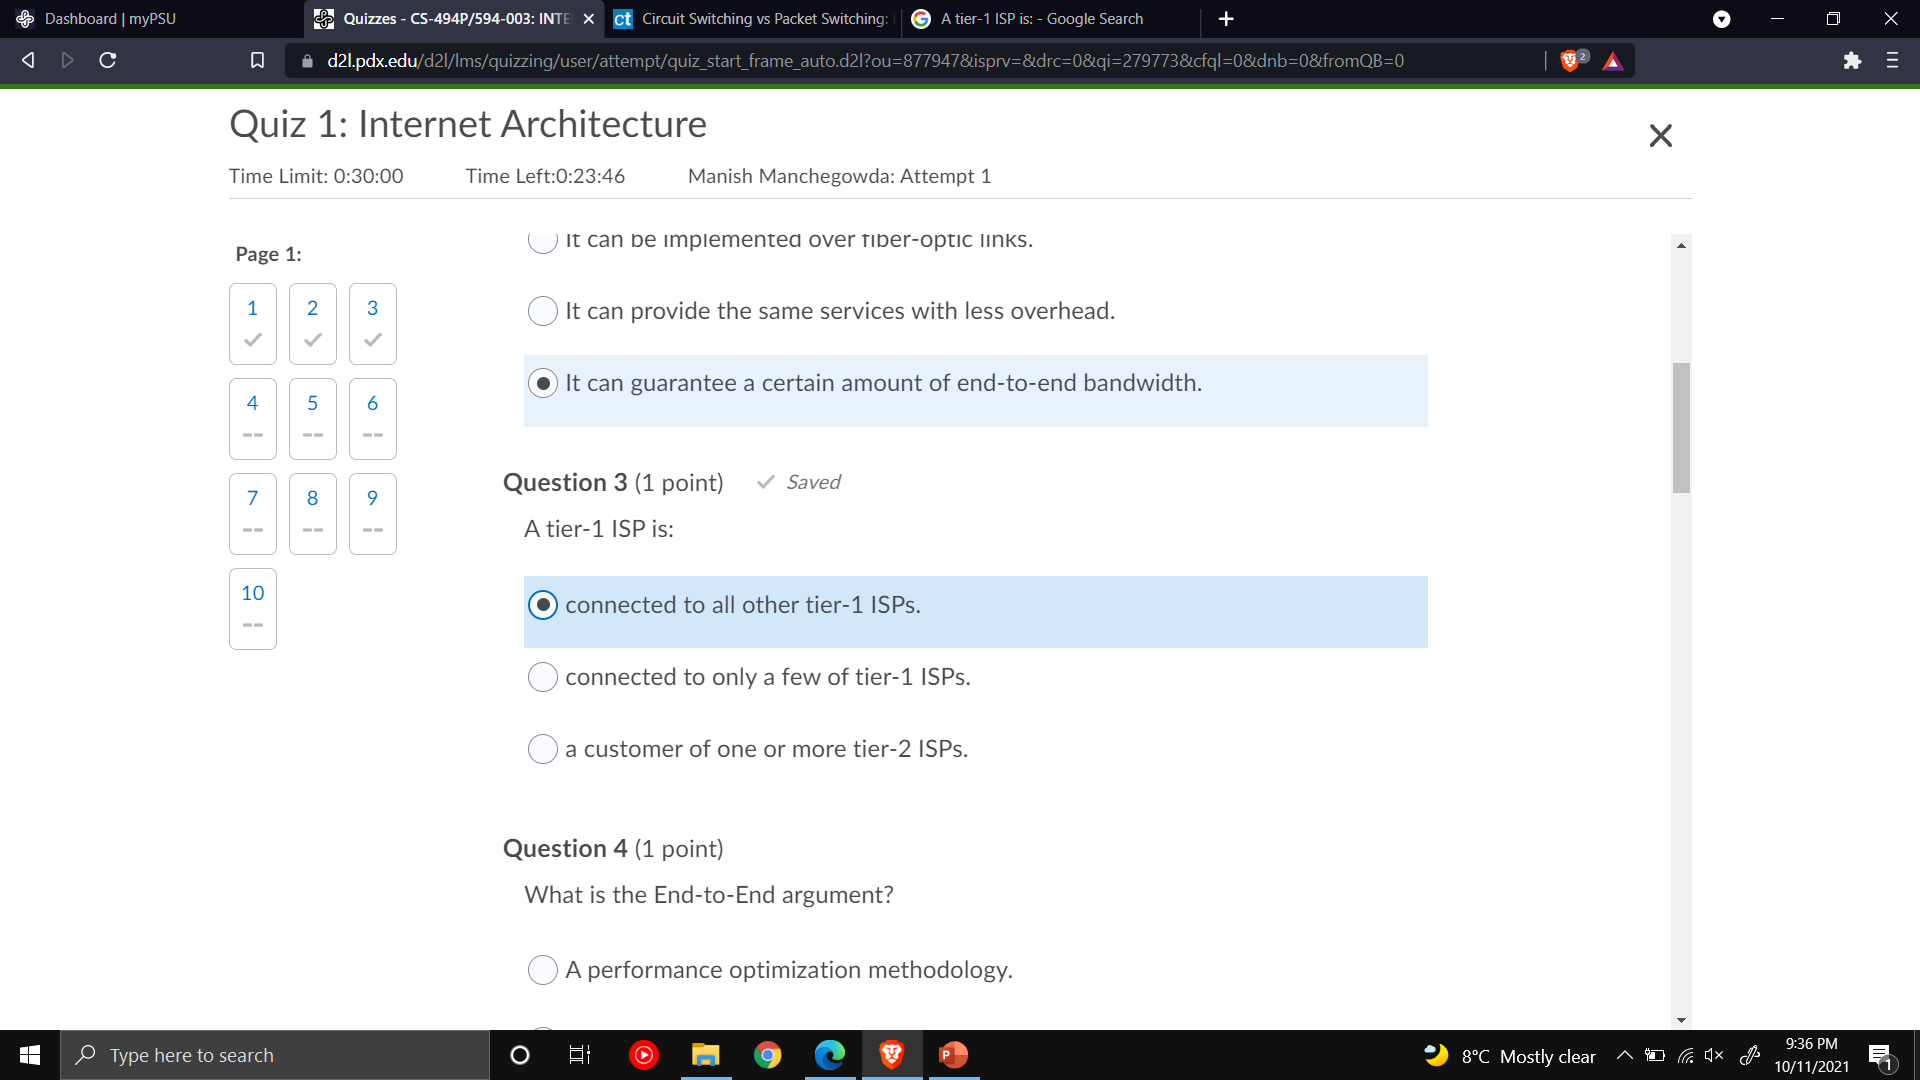 Dashboard | myPSU
Quizzes - CS-494P/594-003: INTE
Circuit Switching vs Packet Switching:
A tier-1 ISP is: - Google Search
d2l.pdx.edu/d2l/lms/quizzing/user/attempt/quiz_start_frame_auto.d2l?ou=877947&isprv=&drc=0&qi=279773&cfql=0&dnb=0&fromQB=0
2
Quiz 1: Internet Architecture
Time Limit: 0:30:00
Time Left:0:23:46
Manish Manchegowda: Attempt 1
Page 1:
1
2
3
4
--
5
--
6
--
7
--
8
--
9
--
10
--
It can be implemented over fiber-optic links.
It can provide the same services with less overhead.
It can guarantee a certain amount of end-to-end bandwidth.
Question 3 (1 point)
Saved
A tier-1 ISP is:
connected to all other tier-1 ISPs.
connected to only a few of tier-1 ISPs.
a customer of one or more tier-2 ISPs.
Question 4 (1 point)
What is the End-to-End argument?
A performance optimization methodology.
Type here to search
8°C Mostly clear
9:36 PM
10/11/2021
1